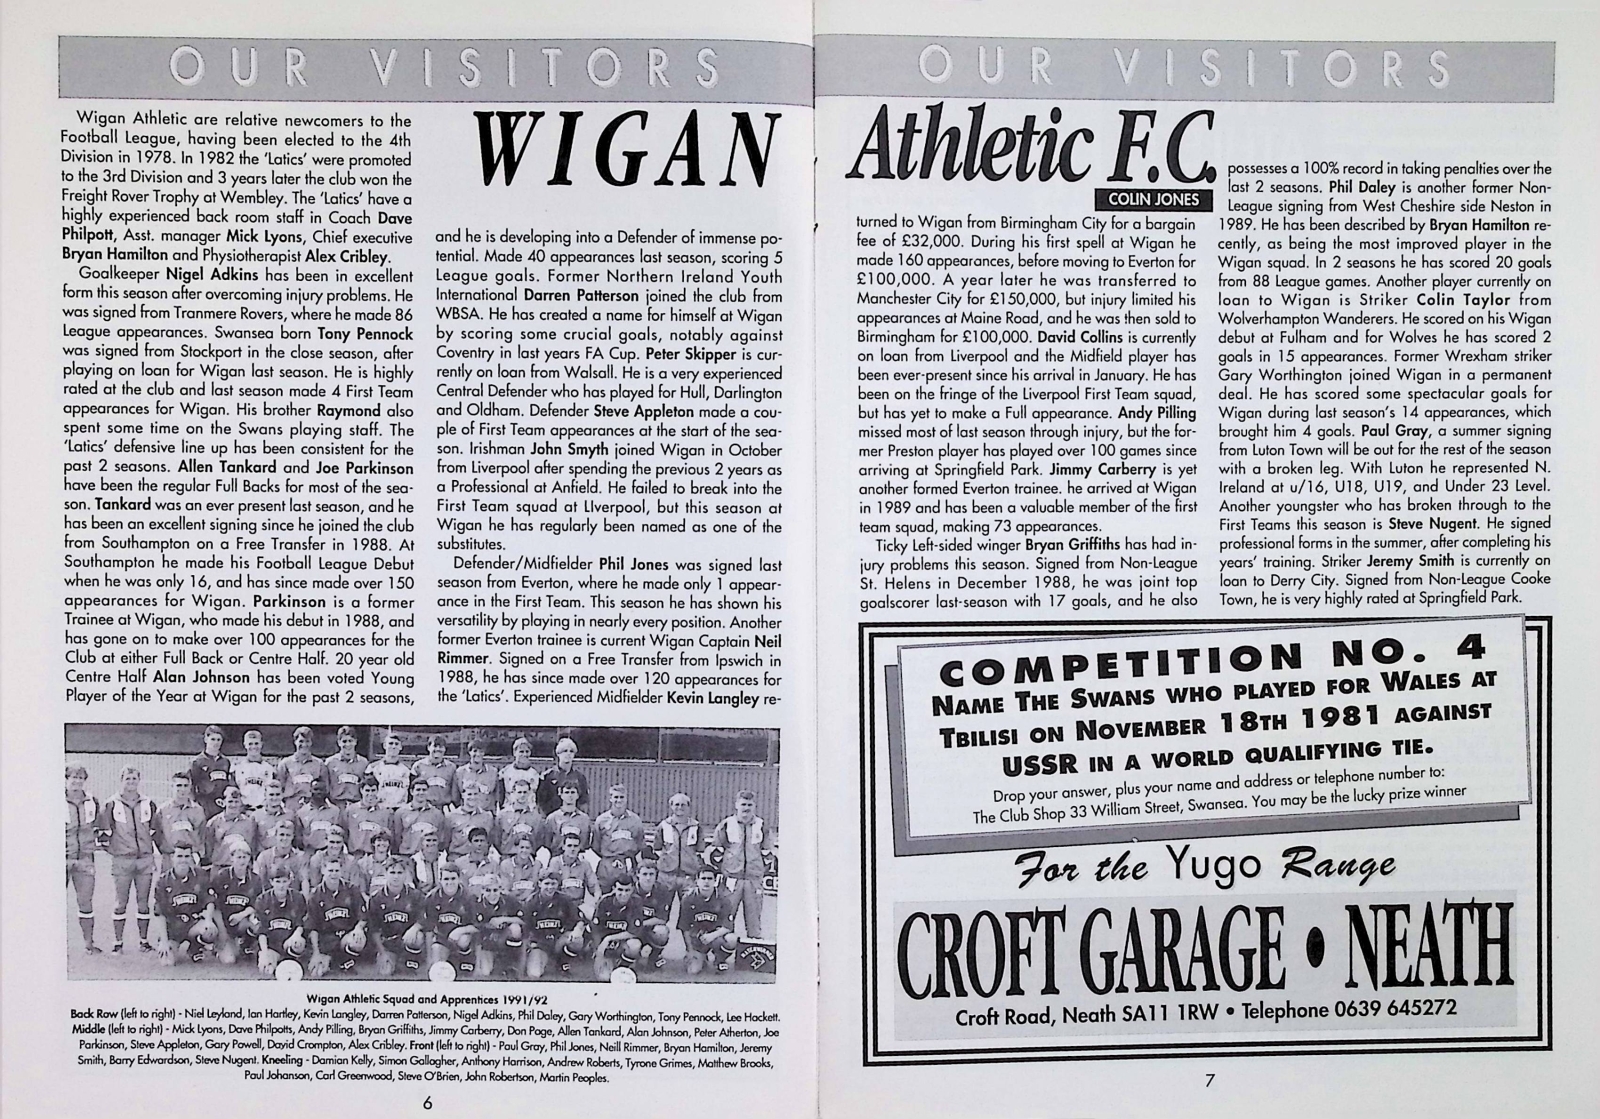 OUR VISITORS
WIGAN
Wigan Athletic are relative newcomers to the
Football League, having been elected to the 4th
Division in 1978. In 1982 the 'Latics' were promoted
to the 3rd Division and 3 years later the club won the
Freight Rover Trophy at Wembley. The 'Latics' have a
highly experienced back room staff in Coach Dave
Philpott, Asst. manager Mick Lyons, Chief executive
Bryan Hamilton and Physiotherapist Alex Cribley.
Goalkeeper Nigel Adkins has been in excellent
form this season after overcoming injury problems. He
was signed from Tranmere Rovers, where he made 86
League appearances. Swansea born Tony Pennock
was signed from Stockport in the close season, after
playing on loan for Wigan last season. He is highly
rated at the club and last season made 4 First Team
appearances for Wigan. His brother Raymond also
spent some time on the Swans playing staff. The
'Latics' defensive line up has been consistent for the
past 2 seasons. Allen Tankard and Joe Parkinson
have been the regular Full Backs for most of the sea-
son. Tankard was an ever present last season, and he
has been an excellent signing since he joined the club
from Southampton on a Free Transfer in 1988. At
Southampton he made his Football League Debut
when he was only 16, and has since made over 150
appearances for Wigan. Parkinson is a former
Trainee at Wigan, who made his debut in 1988, and
has gone on to make over 100 appearances for the
Club at either Full Back or Centre Half. 20 year old
Centre Half Alan Johnson has been voted Young
Player of the Year at Wigan for the past 2 seasons,
and he is developing into a Defender of immense po-
tential. Made 40 appearances last season, scoring 5
League goals. Former Northern Ireland Youth
International Darren Patterson joined the club from
WBSA. He has created a name for himself at Wigan
by scoring some crucial goals, notably against
Coventry in last years FA Cup. Peter Skipper is cur-
rently on loan from Walsall. He is a very experienced
Central Defender who has played for Hull, Darlington
and Oldham. Defender Steve Appleton made a cou-
ple of First Team appearances at the start of the sea-
son. Irishman John Smyth joined Wigan in October
from Liverpool after spending the previous 2 years as
a Professional at Anfield. He failed to break into the
First Team squad at LIverpool, but this season at
Wigan he has regularly been named as one of the
substitutes.
Defender/Midfielder Phil Jones was signed last
season from Everton, where he made only 1 appear-
ance in the First Team. This season he has shown his
versatility by playing in nearly every position. Another
former Everton trainee is current Wigan Captain Neil
Rimmer. Signed on a Free Transfer from Ipswich in
1988, he has since made over 120 appearances for
the 'Latics'. Experienced Midfielder Kevin Langley re-
Wigan Athletic Squad and Apprentices 1991/92
Back Row (left to right) - Niel Leyland, Ian Hartley, Kevin Langley, Darren Patterson, Nigel Adkins, Phil Daley, Gary Worthington, Tony Pennock, Lee Hackett.
Middle (left to right) - Mick Lyons, Dave Philpotts, Andy Pilling, Bryan Griffiths, Jimmy Carberry, Don Page, Allen Tankard, Alan Johnson, Peter Atherton, Joe
Parkinson, Steve Appleton, Gary Powell, David Crompton, Alex Cribley. Front (left to right) - Paul Gray, Phil Jones, Neill Rimmer, Bryan Hamilton, Jeremy
Smith, Barry Edwardson, Steve Nugent. Kneeling - Damian Kelly, Simon Gallagher, Anthony Harrison, Andrew Roberts, Tyrone Grimes, Matthew Brooks,
Paul Johanson, Carl Greenwood, Steve O'Brien, John Robertson, Martin Peoples.
6
OUR VISITORS
Athletic F.C.
COLIN JONES
turned to Wigan from Birmingham City for a bargain
fee of £32,000. During his first spell at Wigan he
made 160 appearances, before moving to Everton for
£100,000. A year later he was transferred to
Manchester City for £150,000, but injury limited his
appearances at Maine Road, and he was then sold to
Birmingham for £100,000. David Collins is currently
on loan from Liverpool and the Midfield player has
been ever-present since his arrival in January. He has
been on the fringe of the Liverpool First Team squad,
but has yet to make a Full appearance. Andy Pilling
missed most of last season through injury, but the for-
mer Preston player has played over 100 games since
arriving at Springfield Park. Jimmy Carberry is yet
another formed Everton trainee. he arrived at Wigan
in 1989 and has been a valuable member of the first
team squad, making 73 appearances.
Ticky Left-sided winger Bryan Griffiths has had in-
jury problems this season. Signed from Non-League
St. Helens in December 1988, he was joint top
goalscorer last-season with 17 goals, and he also
possesses a 100% record in taking penalties over the
last 2 seasons. Phil Daley is another former Non-
League signing from West Cheshire side Neston in
1989. He has been described by Bryan Hamilton re-
cently, as being the most improved player in the
Wigan squad. In 2 seasons he has scored 20 goals
from 88 League games. Another player currently on
loan to Wigan is Striker Colin Taylor from
Wolverhampton Wanderers. He scored on his Wigan
debut at Fulham and for Wolves he has scored 2
goals in 15 appearances. Former Wrexham striker
Gary Worthington joined Wigan in a permanent
deal. He has scored some spectacular goals for
Wigan during last season's 14 appearances, which
brought him 4 goals. Paul Gray, a summer signing
from Luton Town will be out for the rest of the season
with a broken leg. With Luton he represented N.
Ireland at u/16, U18, U19, and Under 23 Level.
Another youngster who has broken through to the
First Teams this season is Steve Nugent. He signed
professional forms in the summer, after completing his
years' training. Striker Jeremy Smith is currently on
loan to Derry City. Signed from Non-League Cooke
Town, he is very highly rated at Springfield Park.
COMPETITION NO. 4
NAME THE SWANS WHO PLAYED FOR WALES AT
TBILISI ON NOVEMBER 18TH 1981 AGAINST
USSR IN A WORLD QUALIFYING TIE.
Drop your answer, plus your name and address or telephone number to:
The Club Shop 33 William Street, Swansea. You may be the lucky prize winner
For the Yugo Range
CROFT GARAGE • NEATH
Croft Road, Neath SA11 1RW • Telephone 0639 645272
7